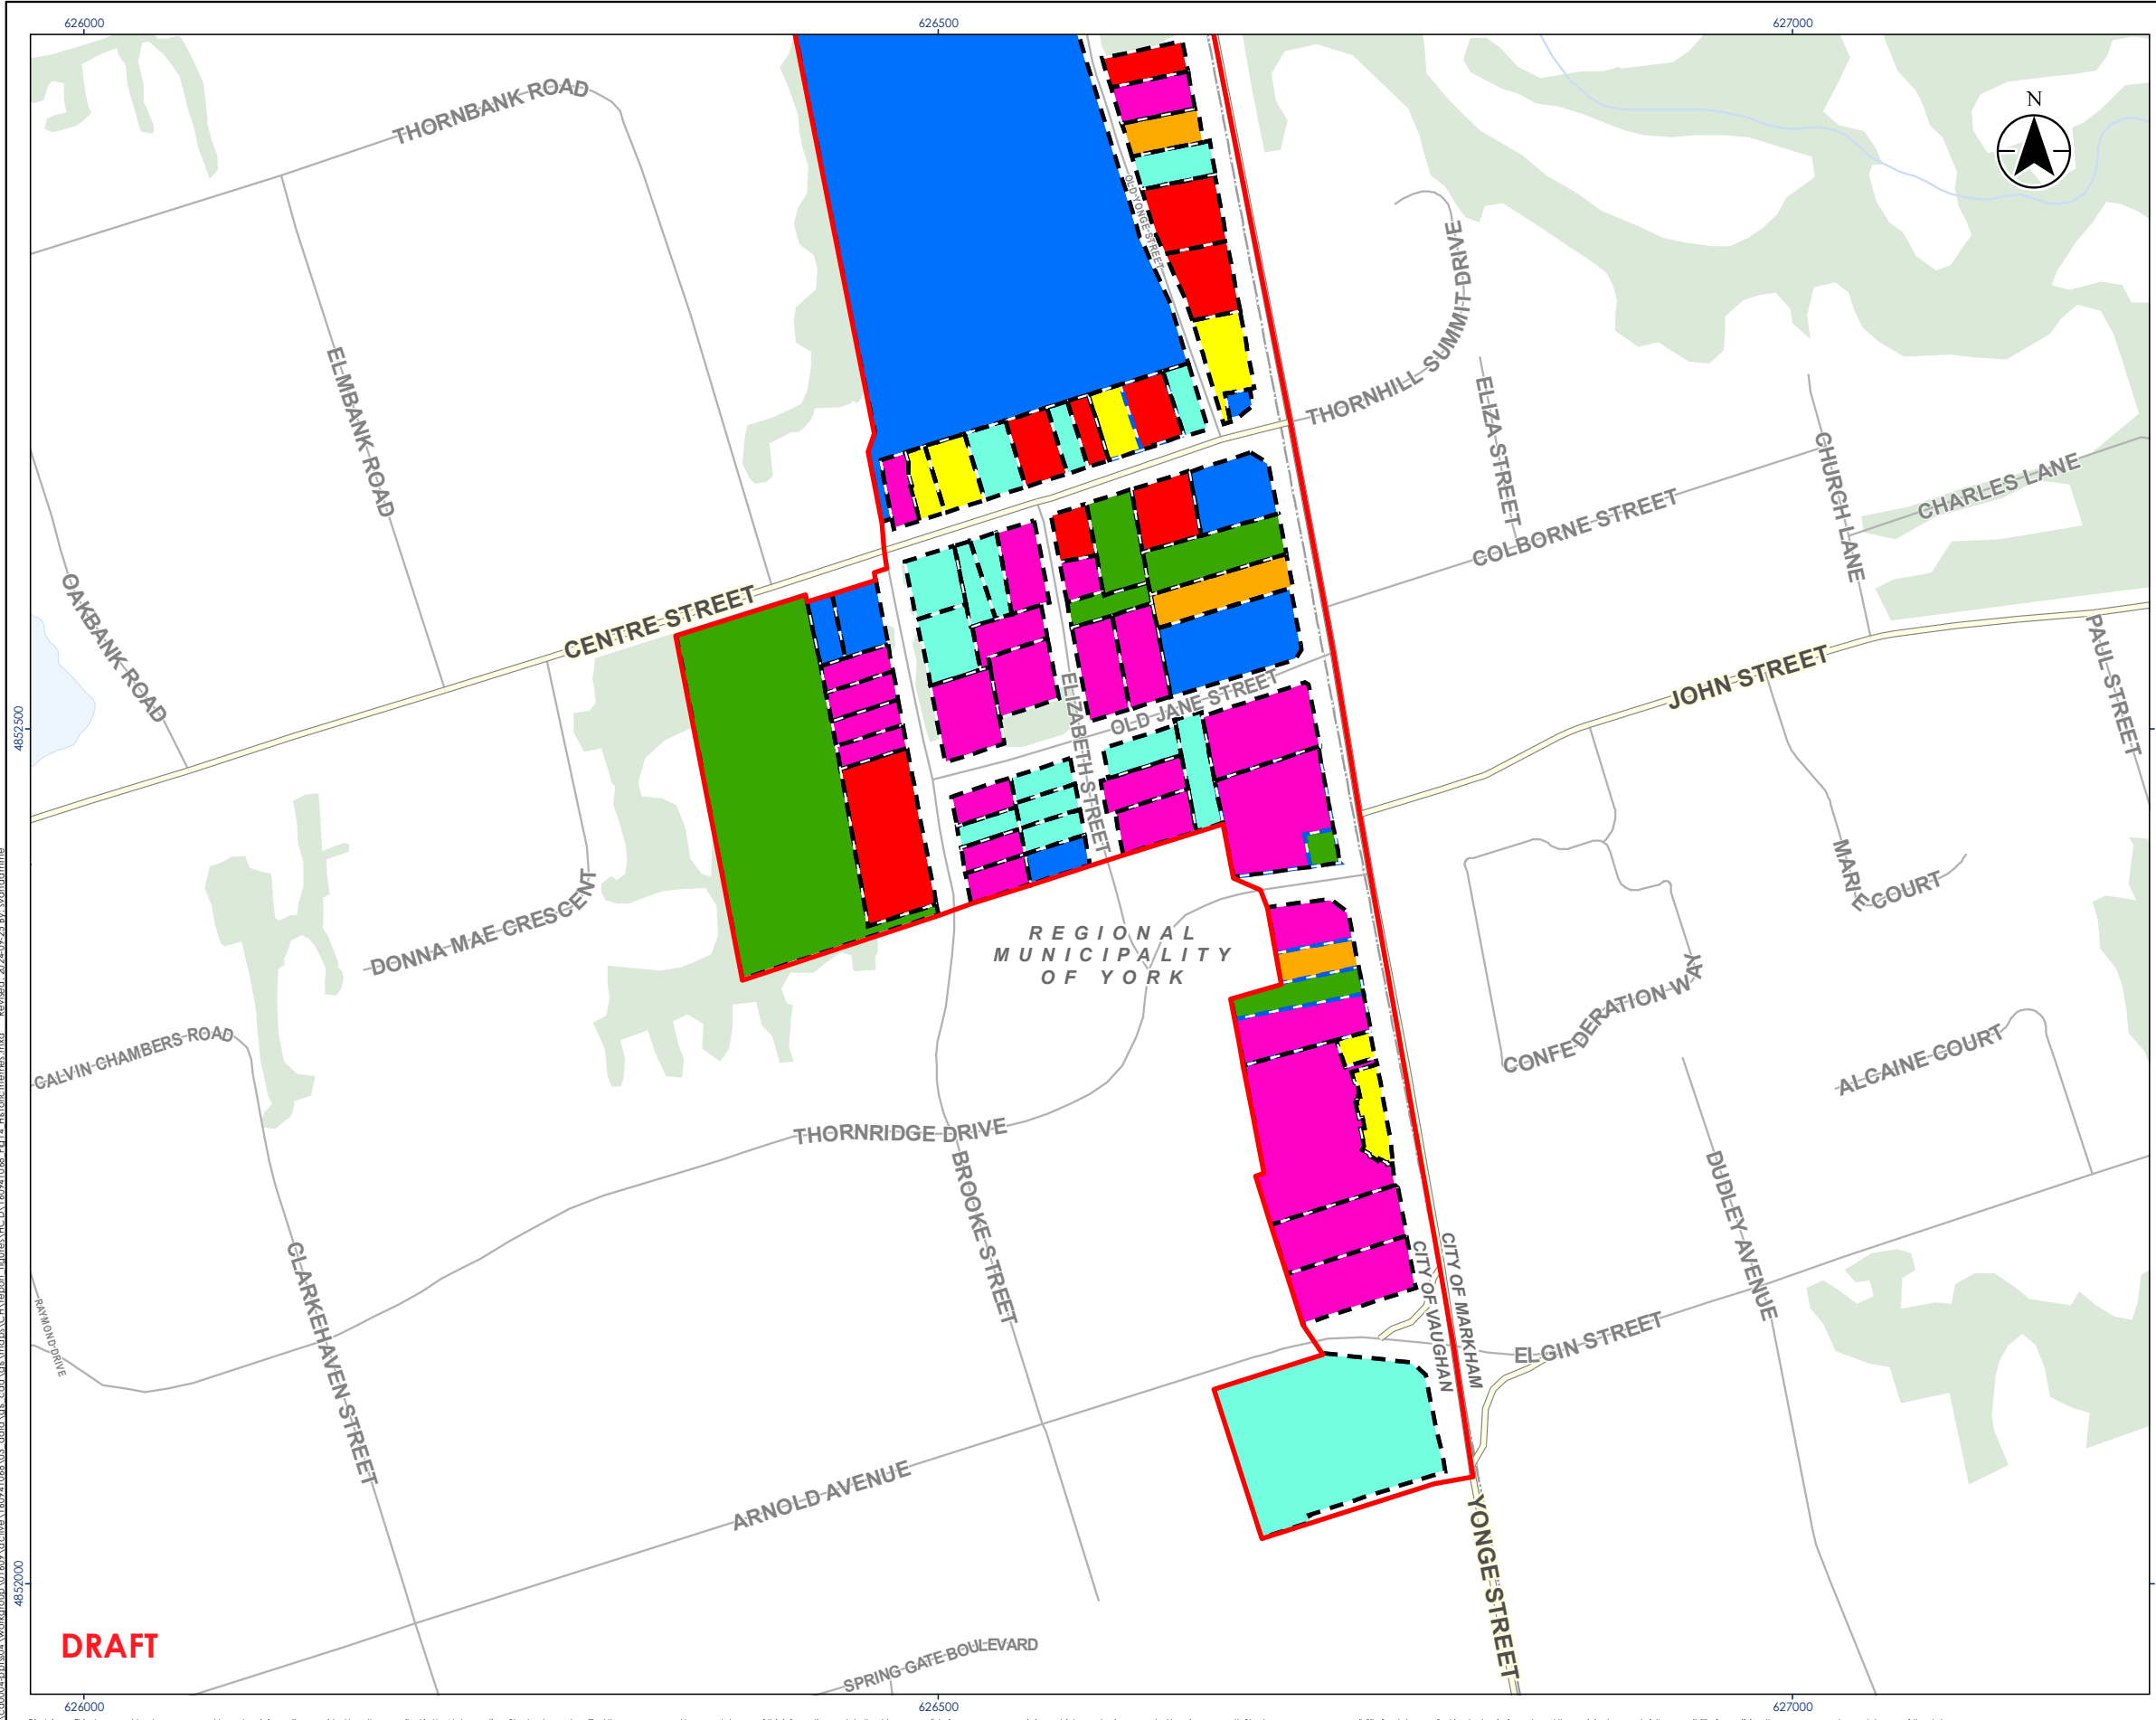 626000
626500
627000
N
THORNBANK ROAD
OLD YONGE STREET
THORNHILL SUMMIT DRIVE
ELMBANK ROAD
ELIZA STREET
CHURCH LANE
CHARLES LANE
COLBORNE STREET
OAKBANK ROAD
CENTRE STREET
JOHN STREET
PAUL STREET
ELIZABETH STREET
OLD JANE STREET
4852500
DONNA MAE CRESCENT
MARIE COURT
REGIONAL
MUNICIPALITY
OF YORK
CONFEDERATION WAY
CALVIN CHAMBERS ROAD
ALCAINE COURT
THORNRIDGE DRIVE
BROOKE STREET
DUDLEY AVENUE
CLARKEHAVEN STREET
RAYMOND DRIVE
CITY OF MARKHAM
CITY OF VAUGHAN
ELGIN STREET
ARNOLD AVENUE
YONGE STREET
4852000
DRAFT
SPRING GATE BOULEVARD
626000
626500
627000